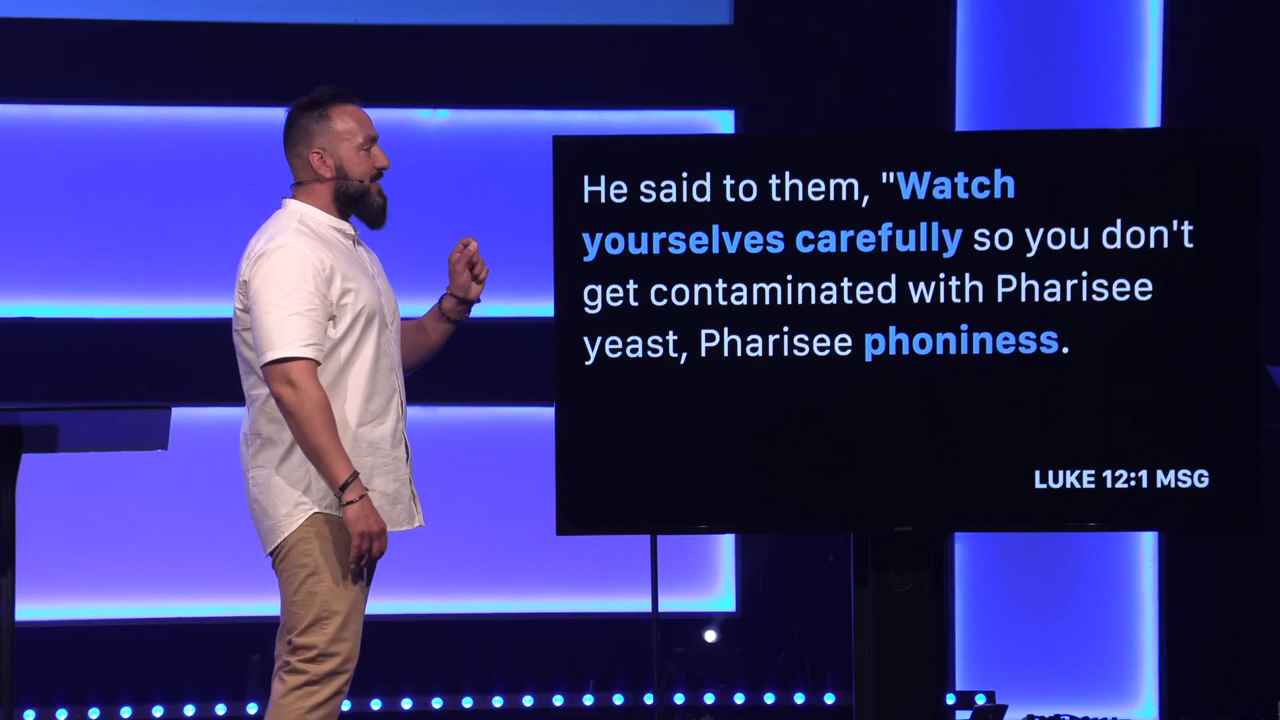 He said to them, "Watch
yourselves carefully so you don't
get contaminated with Pharisee
yeast, Pharisee phoniness.
LUKE 12:1 MSG
SONY